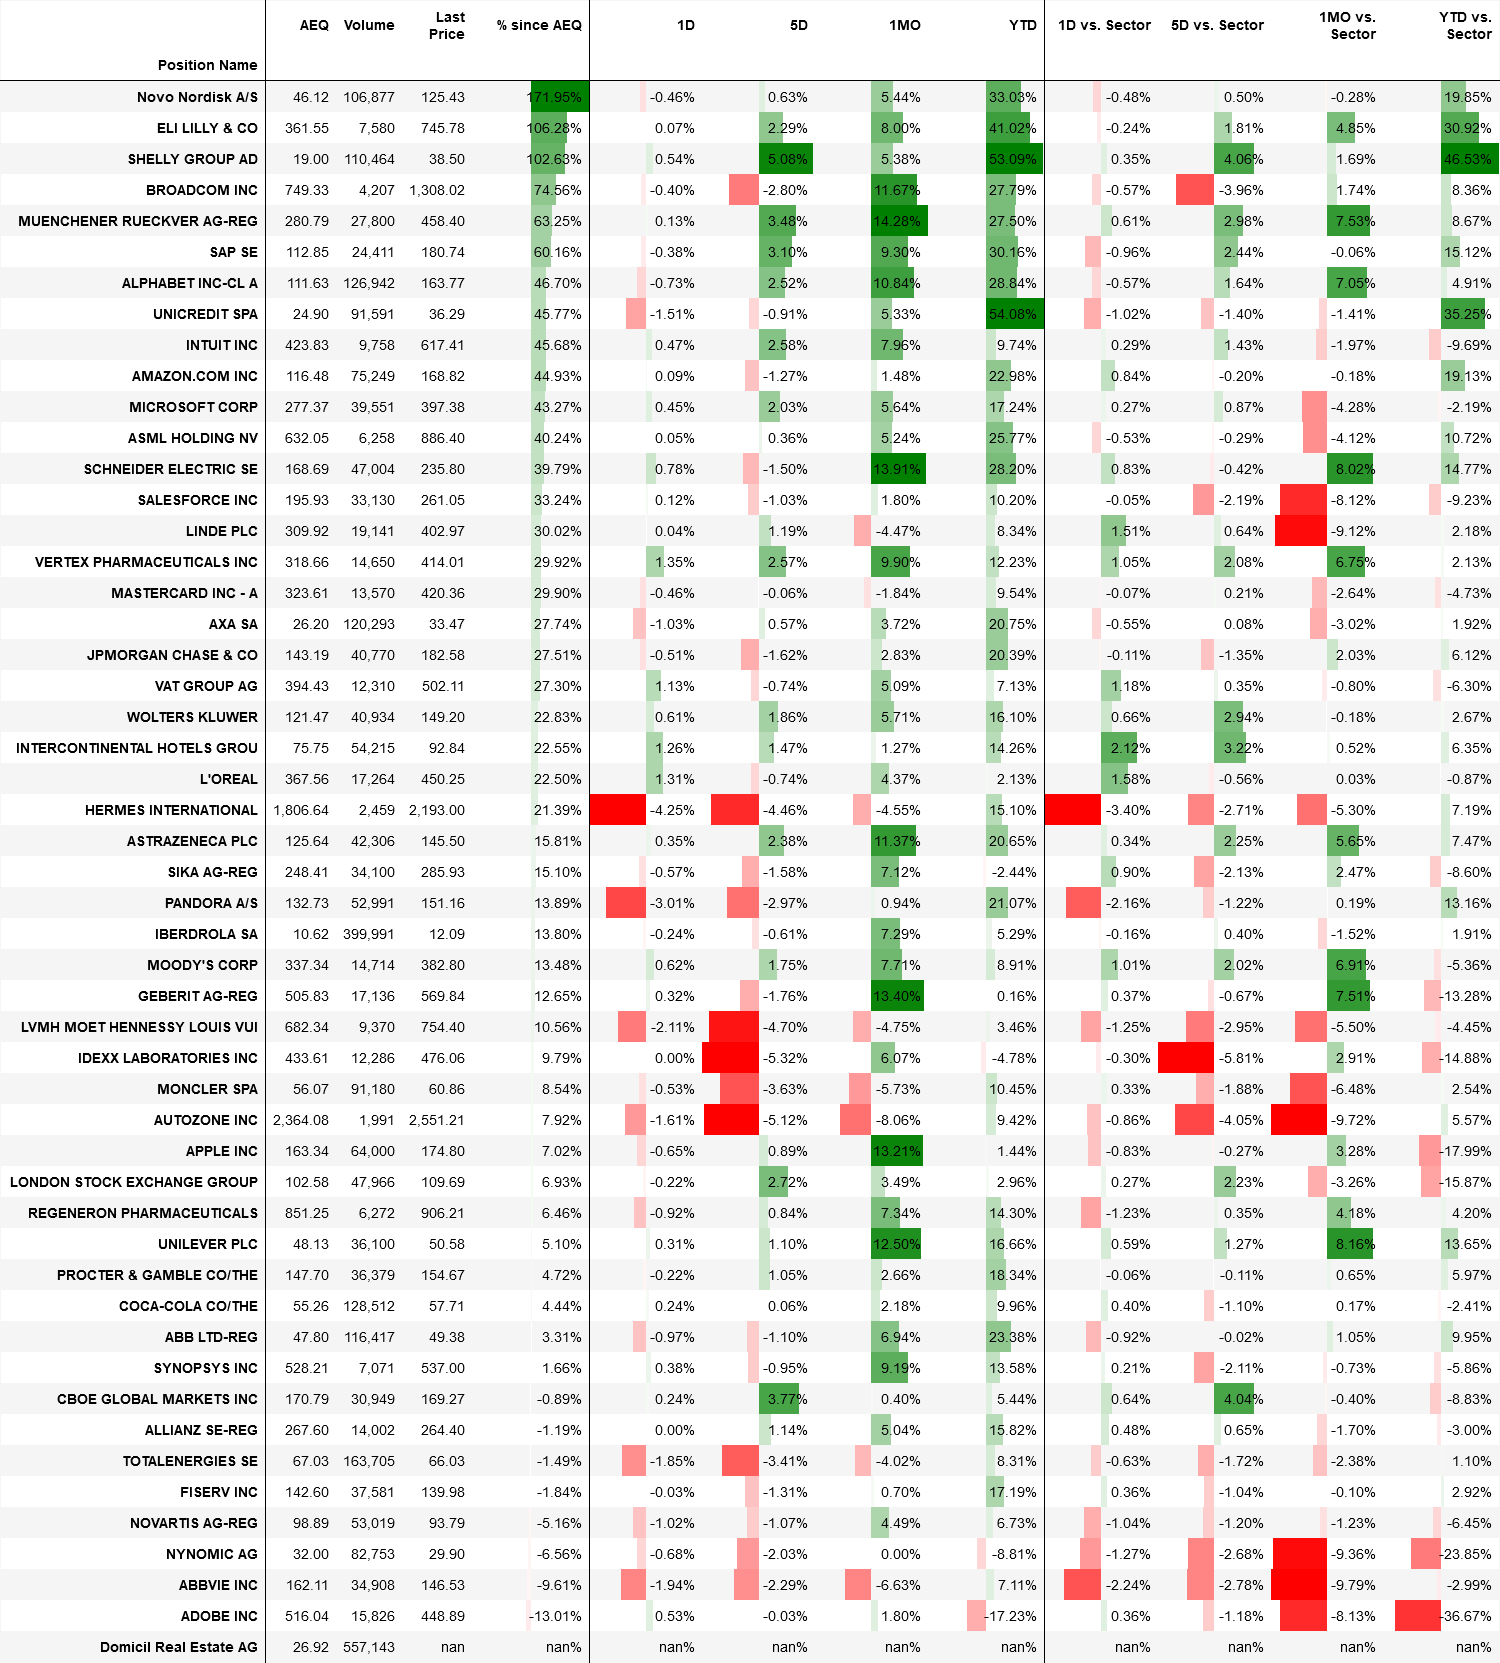 Position Name AEQ Volume Last Price % since AEQ 1D 5D 1MO YTD 1D vs. Sector 5D vs. Sector 1MO vs. Sector YTD vs. Sector
Novo Nordisk A/S 46.12 106,877 125.43 171.95% -0.46% 0.63% 5.44% 33.03% -0.48% 0.50% -0.28% 19.85%
ELI LILLY & CO 361.55 7,580 745.78 106.28% 0.07% 2.29% 8.00% 41.02% -0.24% 1.81% 4.85% 30.92%
SHELLY GROUP AD 19.00 110,464 38.50 102.63% 0.54% 5.08% 5.38% 53.09% 0.35% 4.06% 1.69% 46.53%
BROADCOM INC 749.33 4,207 1,308.02 74.56% -0.40% -2.80% 11.67% 27.79% -0.57% -3.96% 1.74% 8.36%
MUENCHENER RUECKVER AG-REG 280.79 27,800 458.40 63.25% 0.13% 3.48% 14.28% 27.50% 0.61% 2.98% 7.53% 8.67%
SAP SE 112.85 24,411 180.74 60.16% -0.38% 3.10% 9.30% 30.16% -0.96% 2.44% -0.06% 15.12%
ALPHABET INC-CL A 111.63 126,942 163.77 46.70% -0.73% 2.52% 10.84% 28.84% -0.57% 1.64% 7.05% 4.91%
UNICREDIT SPA 24.90 91,591 36.29 45.77% -1.51% -0.91% 5.33% 54.08% -1.02% -1.40% -1.41% 35.25%
INTUIT INC 423.83 9,758 617.41 45.68% 0.47% 2.58% 7.96% 9.74% 0.29% 1.43% -1.97% -9.69%
AMAZON.COM INC 116.48 75,249 168.82 44.93% 0.09% -1.27% 1.48% 22.98% 0.84% -0.20% -0.18% 19.13%
MICROSOFT CORP 277.37 39,551 397.38 43.27% 0.45% 2.03% 5.64% 17.24% 0.27% 0.87% -4.28% -2.19%
ASML HOLDING NV 632.05 6,258 886.40 40.24% 0.05% 0.36% 5.24% 25.77% -0.53% -0.29% -4.12% 10.72%
SCHNEIDER ELECTRIC SE 168.69 47,004 235.80 39.79% 0.78% -1.50% 13.91% 28.20% 0.83% -0.42% 8.02% 14.77%
SALESFORCE INC 195.93 33,130 261.05 33.24% 0.12% -1.03% 1.80% 10.20% -0.05% -2.19% -8.12% -9.23%
LINDE PLC 309.92 19,141 402.97 30.02% 0.04% 1.19% -4.47% 8.34% 1.51% 0.64% -9.12% 2.18%
VERTEX PHARMACEUTICALS INC 318.66 14,650 414.01 29.92% 1.35% 2.57% 9.90% 12.23% 1.05% 2.08% 6.75% 2.13%
MASTERCARD INC - A 323.61 13,570 420.36 29.90% -0.46% -0.06% -1.84% 9.54% -0.07% 0.21% -2.64% -4.73%
AXA SA 26.20 120,293 33.47 27.74% -1.03% 0.57% 3.72% 20.75% -0.55% 0.08% -3.02% 1.92%
JPMORGAN CHASE & CO 143.19 40,770 182.58 27.51% -0.51% -1.62% 2.83% 20.39% -0.11% -1.35% 2.03% 6.12%
VAT GROUP AG 394.43 12,310 502.11 27.30% 1.13% -0.74% 5.09% 7.13% 1.18% 0.35% -0.80% -6.30%
WOLTERS KLUWER 121.47 40,934 149.20 22.83% 0.61% 1.86% 5.71% 16.10% 0.66% 2.94% -0.18% 2.67%
INTERCONTINENTAL HOTELS GROU 75.75 54,215 92.84 22.55% 1.26% 1.47% 1.27% 14.26% 2.12% 3.22% 0.52% 6.35%
L'OREAL 367.56 17,264 450.25 22.50% 1.31% -0.74% 4.37% 2.13% 1.58% -0.56% 0.03% -0.87%
HERMES INTERNATIONAL 1,806.64 2,459 2,193.00 21.39% -4.25% -4.46% -4.55% 15.10% -3.40% -2.71% -5.30% 7.19%
ASTRAZENECA PLC 125.64 42,306 145.50 15.81% 0.35% 2.38% 11.37% 20.65% 0.34% 2.25% 5.65% 7.47%
SIKA AG-REG 248.41 34,100 285.93 15.10% -0.57% -1.58% 7.12% -2.44% 0.90% -2.13% 2.47% -8.60%
PANDORA A/S 132.73 52,991 151.16 13.89% -3.01% -2.97% 0.94% 21.07% -2.16% -1.22% 0.19% 13.16%
IBERDROLA SA 10.62 399,991 12.09 13.80% -0.24% -0.61% 7.29% 5.29% -0.16% 0.40% -1.52% 1.91%
MOODY'S CORP 337.34 14,714 382.80 13.48% 0.62% 1.75% 7.71% 8.91% 1.01% 2.02% 6.91% -5.36%
GEBERIT AG-REG 505.83 17,136 569.84 12.65% 0.32% -1.76% 13.40% 0.16% 0.37% -0.67% 7.51% -13.28%
LVMH MOET HENNESSY LOUIS VUI 682.34 9,370 754.40 10.56% -2.11% -4.70% -4.75% 3.46% -1.25% -2.95% -5.50% -4.45%
IDEXX LABORATORIES INC 433.61 12,286 476.06 9.79% 0.00% -5.32% 6.07% -4.78% -0.30% -5.81% 2.91% -14.88%
MONCLER SPA 56.07 91,180 60.86 8.54% -0.53% -3.63% -5.73% 10.45% 0.33% -1.88% -6.48% 2.54%
AUTOZONE INC 2,364.08 1,991 2,551.21 7.92% -1.61% -5.12% -8.06% 9.42% -0.86% -4.05% -9.72% 5.57%
APPLE INC 163.34 64,000 174.80 7.02% -0.65% 0.89% 13.21% 1.44% -0.83% -0.27% 3.28% -17.99%
LONDON STOCK EXCHANGE GROUP 102.58 47,966 109.69 6.93% -0.22% 2.72% 3.49% 2.96% 0.27% 2.23% -3.26% -15.87%
REGENERON PHARMACEUTICALS 851.25 6,272 906.21 6.46% -0.92% 0.84% 7.34% 14.30% -1.23% 0.35% 4.18% 4.20%
UNILEVER PLC 48.13 36,100 50.58 5.10% 0.31% 1.10% 12.50% 16.66% 0.59% 1.27% 8.16% 13.65%
PROCTER & GAMBLE CO/THE 147.70 36,379 154.67 4.72% -0.22% 1.05% 2.66% 18.34% -0.06% -0.11% 0.65% 5.97%
COCA-COLA CO/THE 55.26 128,512 57.71 4.44% 0.24% 0.06% 2.18% 9.96% 0.40% -1.10% 0.17% -2.41%
ABB LTD-REG 47.80 116,417 49.38 3.31% -0.97% -1.10% 6.94% 23.38% -0.92% -0.02% 1.05% 9.95%
SYNOPSYS INC 528.21 7,071 537.00 1.66% 0.38% -0.95% 9.19% 13.58% 0.21% -2.11% -0.73% -5.86%
CBOE GLOBAL MARKETS INC 170.79 30,949 169.27 -0.89% 0.24% 3.77% 0.40% 5.44% 0.64% 4.04% -0.40% -8.83%
ALLIANZ SE-REG 267.60 14,002 264.40 -1.19% 0.00% 1.14% 5.04% 15.82% 0.48% 0.65% -1.70% -3.00%
TOTALENERGIES SE 67.03 163,705 66.03 -1.49% -1.85% -3.41% -4.02% 8.31% -0.63% -1.72% -2.38% 1.10%
FISERV INC 142.60 37,581 139.98 -1.84% -0.03% -1.31% 0.70% 17.19% 0.36% -1.04% -0.10% 2.92%
NOVARTIS AG-REG 98.89 53,019 93.79 -5.16% -1.02% -1.07% 4.49% 6.73% -1.04% -1.20% -1.23% -6.45%
NYNOMIC AG 32.00 82,753 29.90 -6.56% -0.68% -2.03% 0.00% -8.81% -1.27% -2.68% -9.36% -23.85%
ABBVIE INC 162.11 34,908 146.53 -9.61% -1.94% -2.29% -6.63% 7.11% -2.24% -2.78% -9.79% -2.99%
ADOBE INC 516.04 15,826 448.89 -13.01% 0.53% -0.03% 1.80% -17.23% 0.36% -1.18% -8.13% -36.67%
Domicil Real Estate AG 26.92 557,143 nan nan% nan% nan% nan% nan% nan% nan% nan% nan%